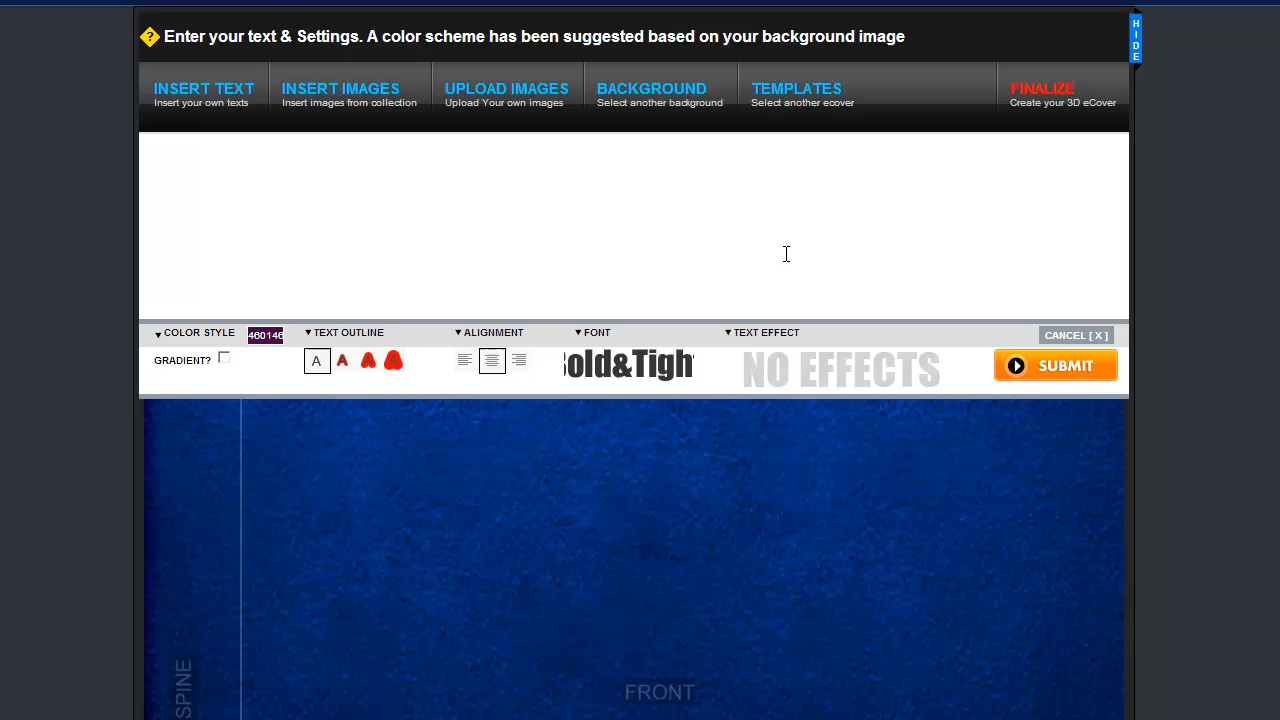 ? Enter your text & Settings. A color scheme has been suggested based on your background image
HIDE
INSERT TEXT
Insert your own texts
INSERT IMAGES
Insert images from collection
UPLOAD IMAGES
Upload Your own images
BACKGROUND
Select another background
TEMPLATES
Select another ecover
FINALIZE
Create your 3D eCover
▼ COLOR STYLE 460146 ▼ TEXT OUTLINE ▼ ALIGNMENT ▼ FONT ▼ TEXT EFFECT CANCEL [ X ]
GRADIENT? A A A A Bold&Tight NO EFFECTS SUBMIT
SPINE
FRONT